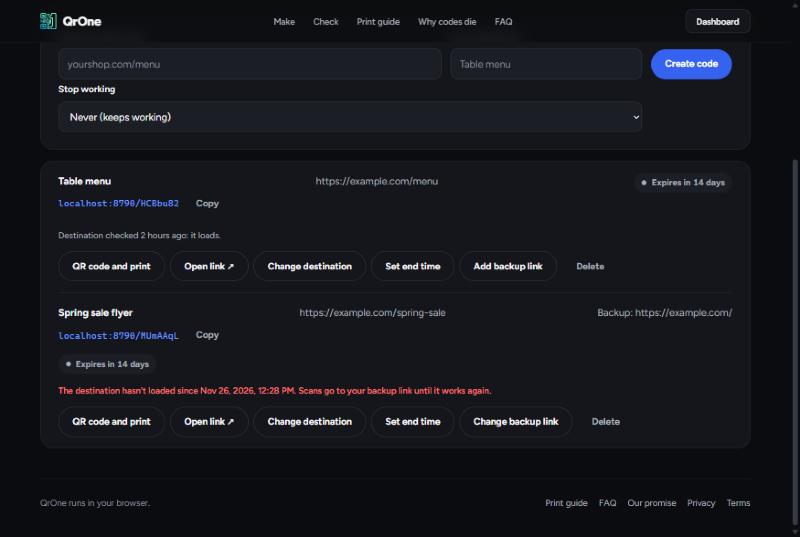 QrOne
Make Check Print guide Why codes die FAQ
Dashboard
yourshop.com/menu
Table menu
Create code
Stop working
Never (keeps working)
Table menu
https://example.com/menu
Expires in 14 days
localhost:8790/HCBbu82 Copy
Destination checked 2 hours ago: it loads.
QR code and print Open link ↗ Change destination Set end time Add backup link Delete
Spring sale flyer
https://example.com/spring-sale
Backup: https://example.com/
localhost:8790/MUmAAqL Copy
Expires in 14 days
The destination hasn't loaded since Nov 26, 2026, 12:28 PM. Scans go to your backup link until it works again.
QR code and print Open link ↗ Change destination Set end time Change backup link Delete
QrOne runs in your browser.
Print guide FAQ Our promise Privacy Terms